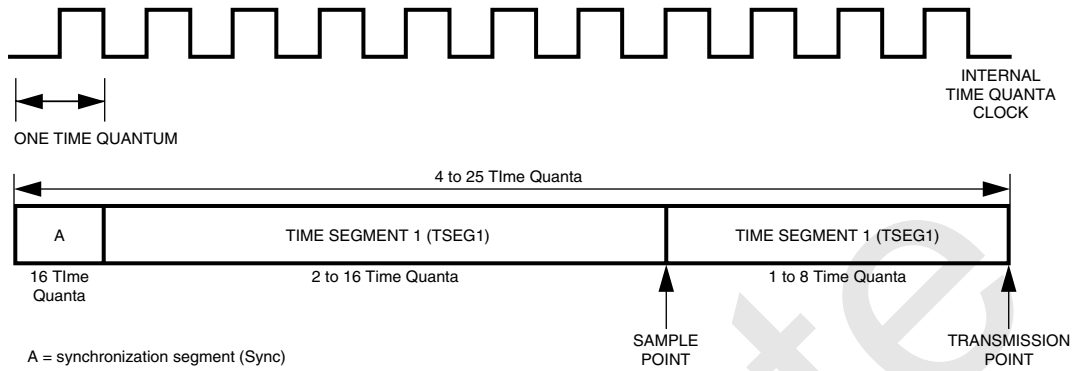 INTERNAL
TIME QUANTA
CLOCK
ONE TIME QUANTUM
4 to 25 TIme Quanta
A
TIME SEGMENT 1 (TSEG1)
TIME SEGMENT 1 (TSEG1)
16 TIme
Quanta
2 to 16 Time Quanta
1 to 8 Time Quanta
A = synchronization segment (Sync)
SAMPLE
POINT
TRANSMISSION
POINT